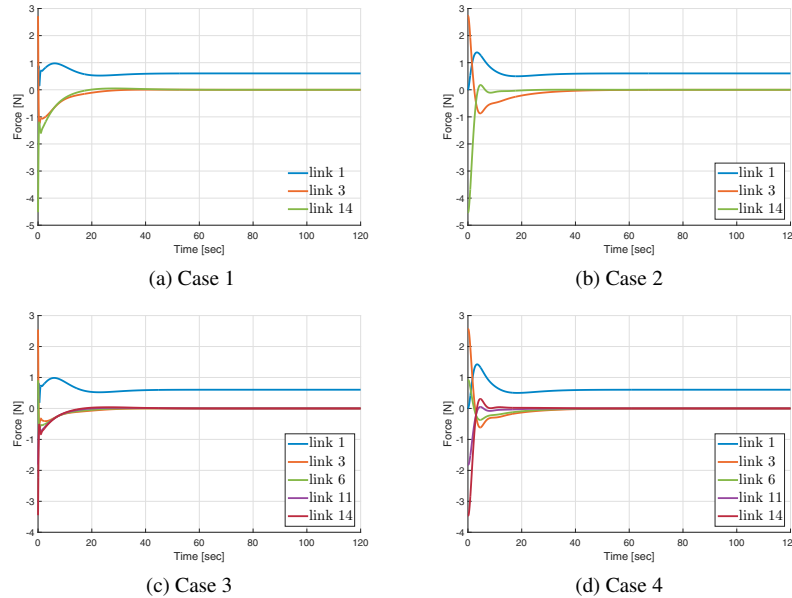 3
2
1
0
-1
-2
-3
-4
-5
Force [N]
link 1
link 3
link 14
0 20 40 60 80 100 120
Time [sec]
(a) Case 1
3
2
1
0
-1
-2
-3
-4
-5
Force [N]
link 1
link 3
link 14
0 20 40 60 80 100 120
Time [sec]
(b) Case 2
3
2
1
0
-1
-2
-3
-4
Force [N]
link 1
link 3
link 6
link 11
link 14
0 20 40 60 80 100 120
Time [sec]
(c) Case 3
3
2
1
0
-1
-2
-3
-4
Force [N]
link 1
link 3
link 6
link 11
link 14
0 20 40 60 80 100 120
Time [sec]
(d) Case 4